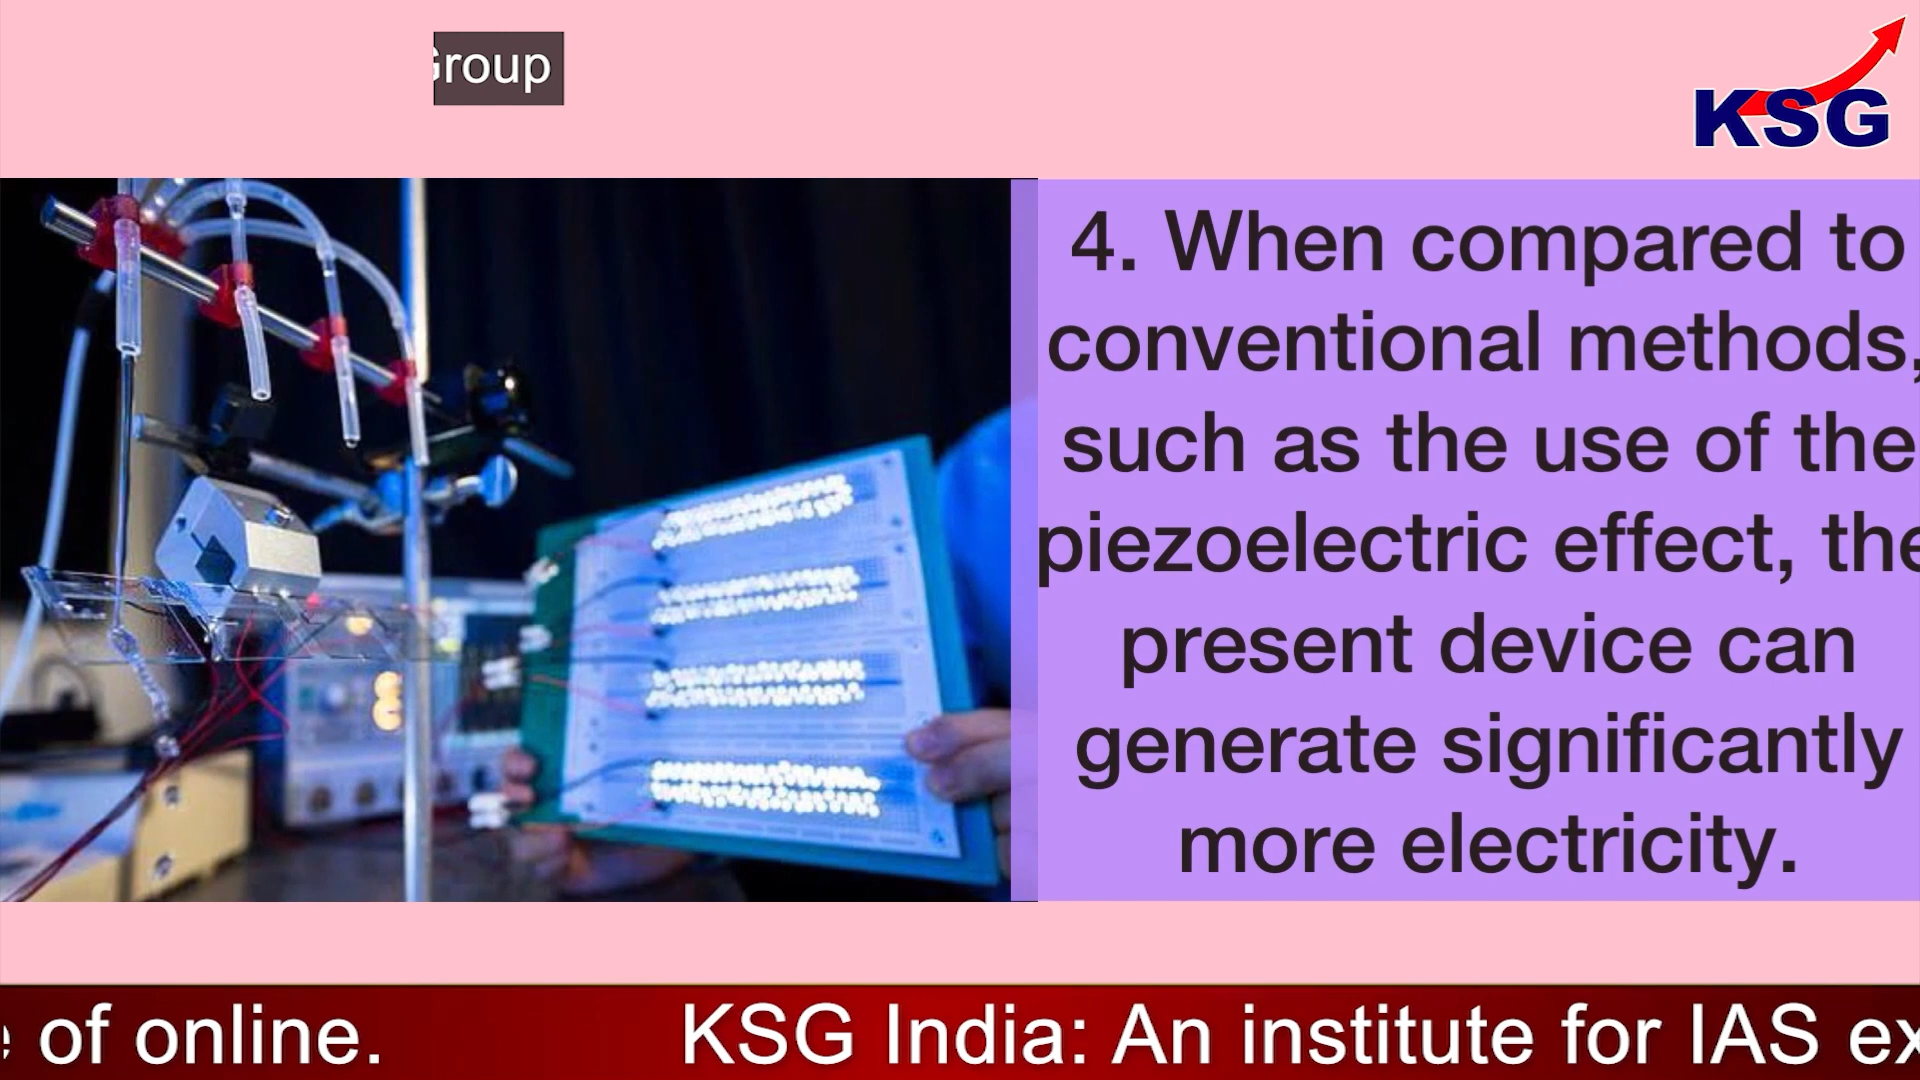 Group
KSG
4. When compared to
conventional methods,
such as the use of the
piezoelectric effect, the
present device can
generate significantly
more electricity.
of online.
KSG India: An institute for IAS